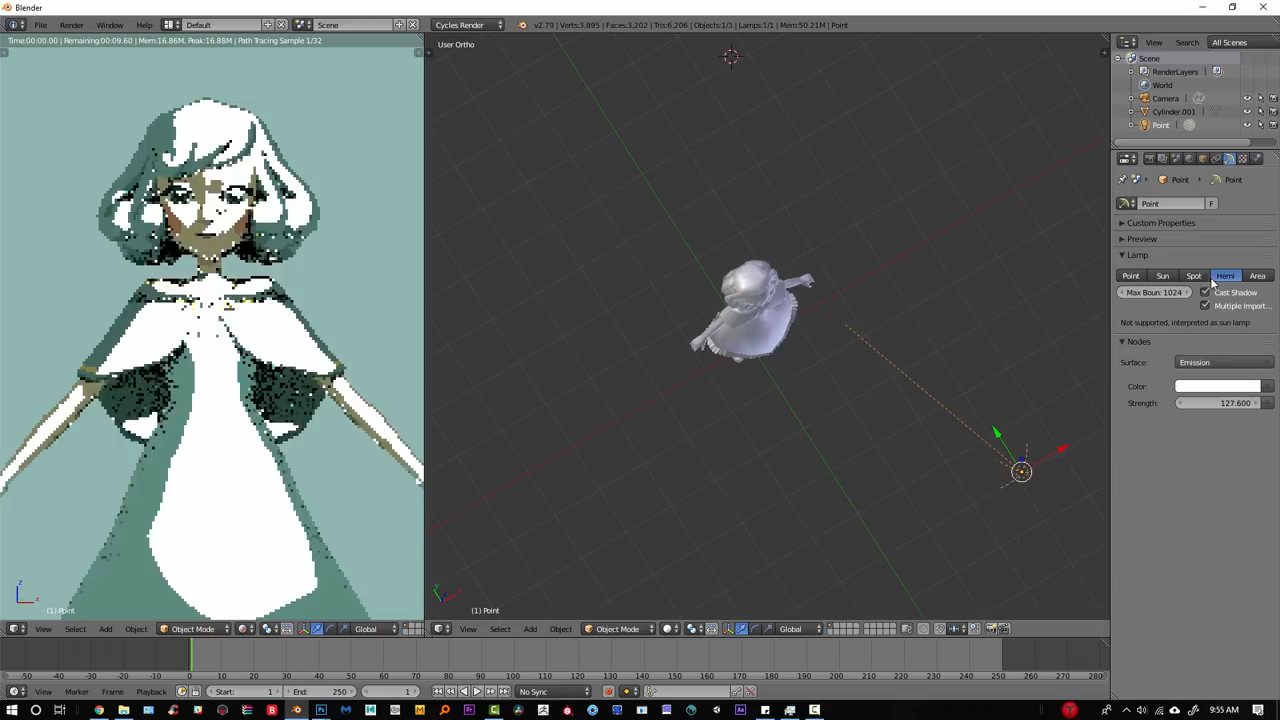 Blender
File Render Window Help Default Scene Cycles Render v2.79 | Verts:3,895 | Faces:3,202 | Tris:6,206 | Objects:1/3 | Lamps:1/1 | Mem:50.21M | Point
Time:00:00.00 | Remaining:00:09.60 | Mem:16.86M, Peak:16.88M | Path Tracing Sample 1/32
User Ortho
View Search All Scenes
Scene
RenderLayers
World
Camera
Cylinder.001
Point
Point Point
Point F
Custom Properties
Preview
Lamp
Point Sun Spot Hemi Area
Max Boun: 1024 Cast Shadow
Multiple Import...
Not supported, interpreted as sun lamp
Nodes
Surface: Emission
Color:
Strength: 127.600
z
x
(1) Point
(1) Point
View Select Add Object Object Mode Global
View Select Add Object Object Mode Global
-50 -40 -30 -20 -10 0 10 20 30 40 50 60 70 80 90 100 110 120 130 140 150 160 170 180 190 200 210 220 230 240 250 260 270 280
View Marker Frame Playback Start: 1 End: 250 1 No Sync
9:55 AM